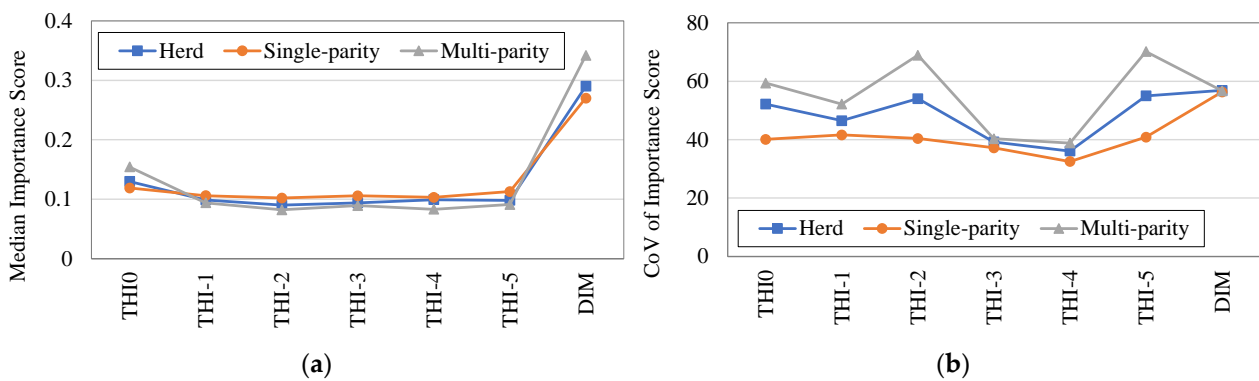 0.4
0.3
0.2
0.1
0
Median Importance Score
Herd Single-parity Multi-parity
THI0
THI-1
THI-2
THI-3
THI-4
THI-5
DIM
(a)
80
60
40
20
0
CoV of Importance Score
Herd Single-parity Multi-parity
THI0
THI-1
THI-2
THI-3
THI-4
THI-5
DIM
(b)